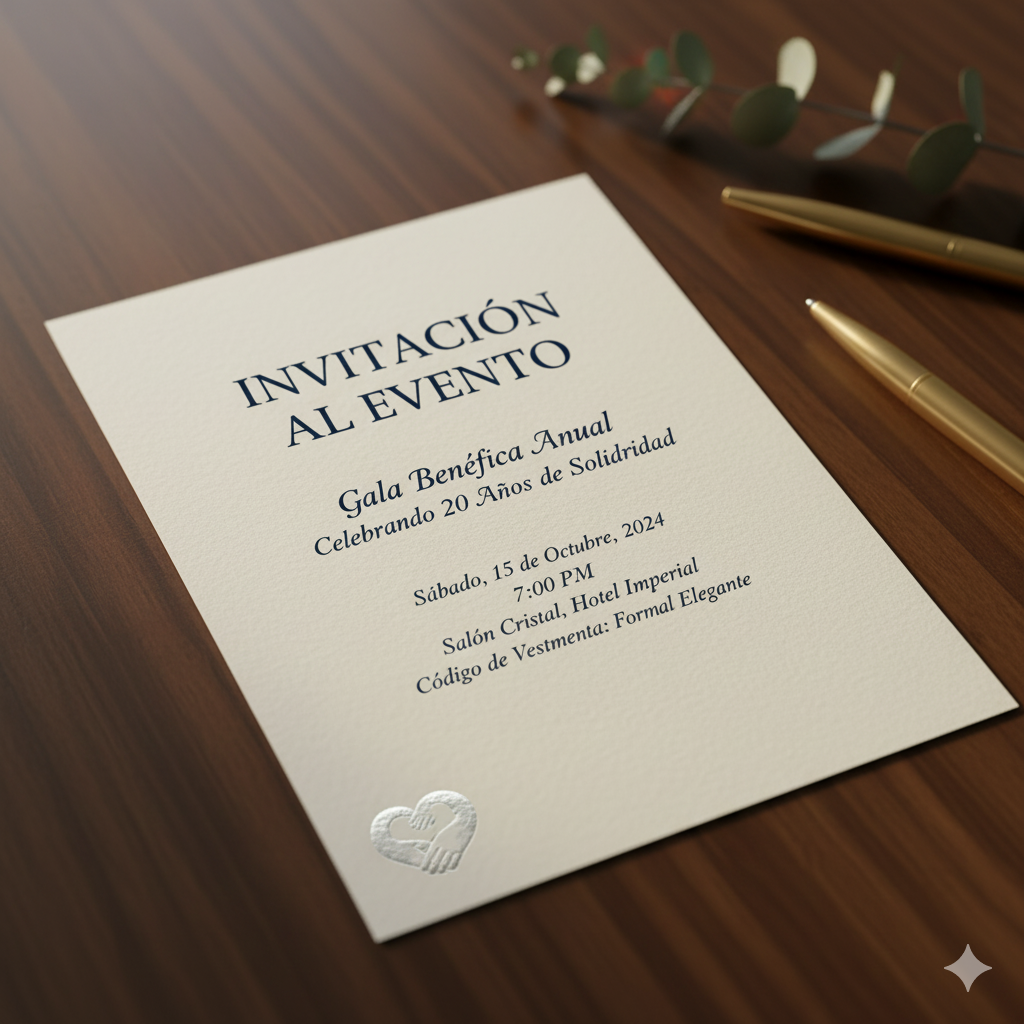 INVITACIÓN
AL EVENTO
Gala Benéfica Anual
Celebrando 20 Años de Solidridad
Sábado, 15 de Octubre, 2024
7:00 PM
Salón Cristal, Hotel Imperial
Código de Vestmenta: Formal Elegante